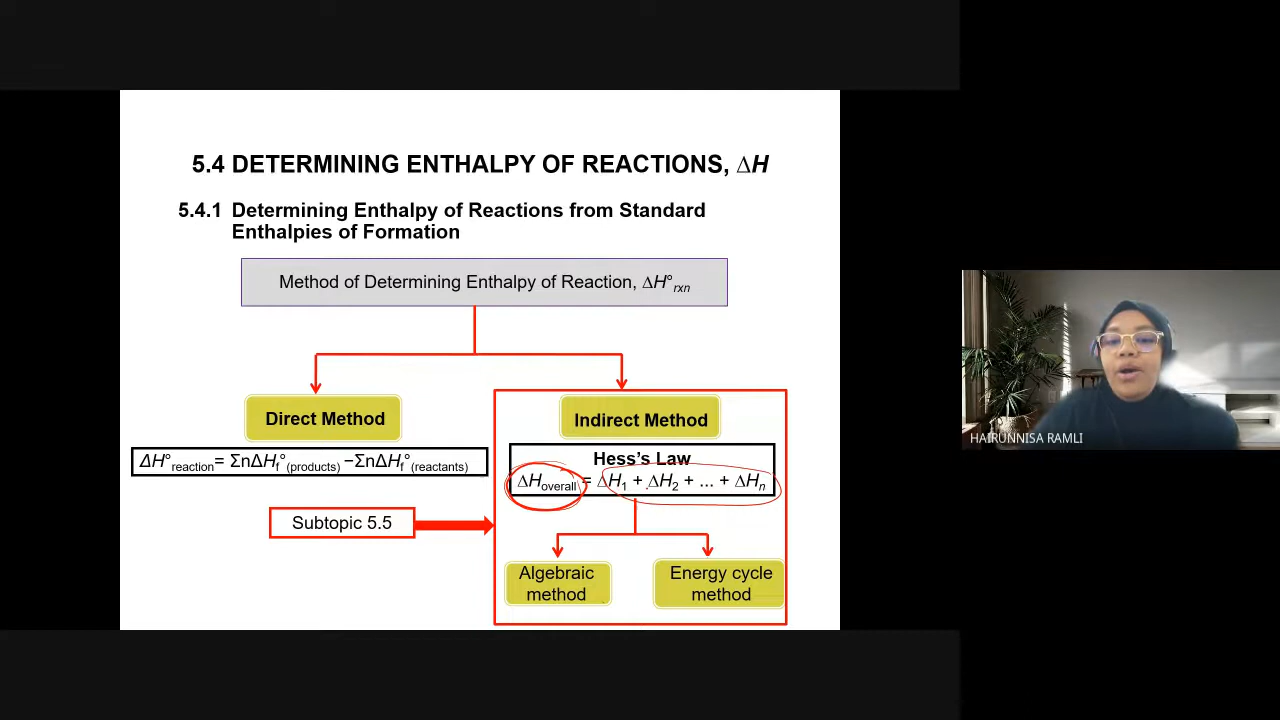 5.4 DETERMINING ENTHALPY OF REACTIONS, ΔH
5.4.1 Determining Enthalpy of Reactions from Standard
Enthalpies of Formation
Method of Determining Enthalpy of Reaction, ΔH°rxn
Direct Method
ΔH°reaction= ΣnΔHf°(products) −ΣnΔHf°(reactants)
Subtopic 5.5
Indirect Method
Hess's Law
ΔHoverall = ΔH1 + ΔH2 + ... + ΔHn
Algebraic
method
Energy cycle
method
HAIRUNNISA RAMLI